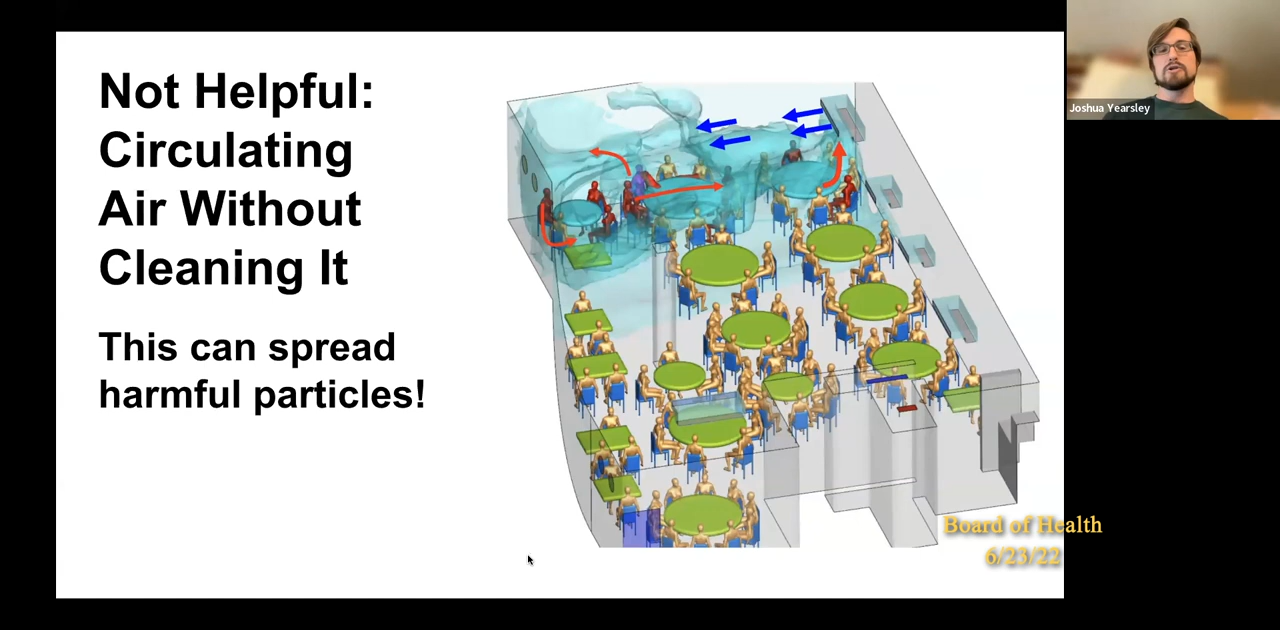 Not Helpful:
Circulating
Air Without
Cleaning It
This can spread
harmful particles!
Joshua Yearsley
Board of Health
6/23/22